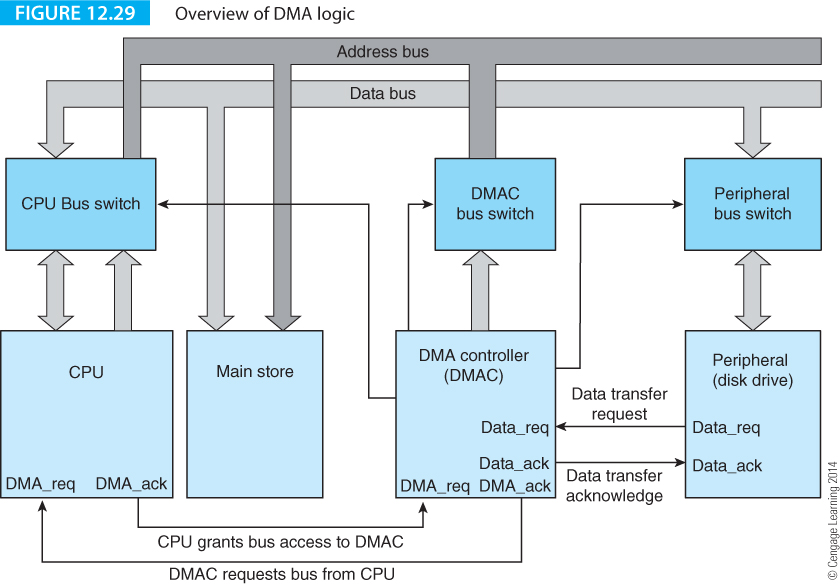 FIGURE 12.29 Overview of DMA logic
Address bus
Data bus
CPU Bus switch
DMAC
bus switch
Peripheral
bus switch
CPU
Main store
DMA controller
(DMAC)
Peripheral
(disk drive)
Data transfer
request
Data_req
Data_req
Data_ack
Data_ack
Data transfer
acknowledge
DMA_req
DMA_ack
DMA_req
DMA_ack
CPU grants bus access to DMAC
DMAC requests bus from CPU
© Cengage Learning 2014